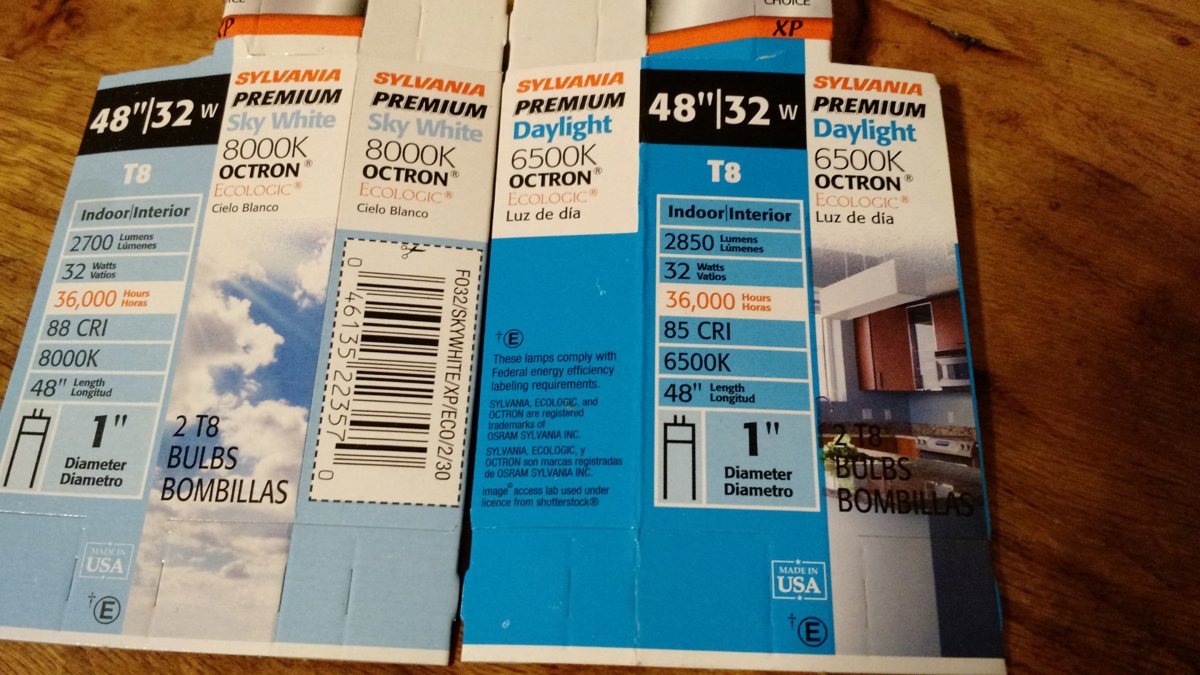 XP
CHOICE
XP
48"|32 W
T8
Indoor|Interior
2700 Lumens Lúmenes
32 Watts Vatios
36,000 Hours Horas
88 CRI
8000K
48" Length Longitud
1"
Diameter
Diametro
MADE IN
USA
†E
SYLVANIA
PREMIUM
Sky White
8000K
OCTRON®
ECOLOGIC®
Cielo Blanco
2 T8
BULBS
BOMBILLAS
SYLVANIA
PREMIUM
Sky White
8000K
OCTRON®
ECOLOGIC®
Cielo Blanco
FO32/SKYWHITE/XP/ECO/2/30
0 46135 22357 0
SYLVANIA
PREMIUM
Daylight
6500K
OCTRON®
ECOLOGIC®
Luz de día
†E
These lamps comply with
Federal energy efficiency
labeling requirements.
SYLVANIA, ECOLOGIC, and
OCTRON are registered
trademarks of
OSRAM SYLVANIA INC.
SYLVANIA, ECOLOGIC, y
OCTRON son marcas registradas
de OSRAM SYLVANIA INC.
image© access lab used under
licence from shutterstock®
48"|32 W
T8
Indoor|Interior
2850 Lumens Lúmenes
32 Watts Vatios
36,000 Hours Horas
85 CRI
6500K
48" Length Longitud
1"
Diameter
Diametro
MADE IN
USA
†E
SYLVANIA
PREMIUM
Daylight
6500K
OCTRON®
ECOLOGIC®
Luz de día
2 T8
BULBS
BOMBILLAS